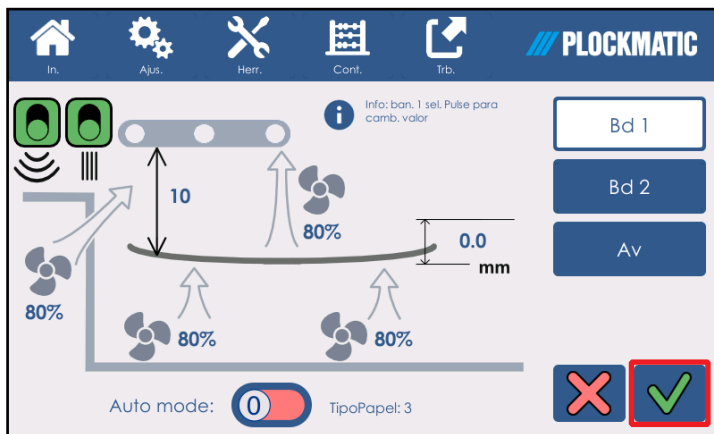 In.
Ajus.
Herr.
Cont.
Trb.
PLOCKMATIC
Info: ban. 1 sel. Pulse para
camb. valor
Bd 1
Bd 2
Av
10
80%
0.0
mm
80%
80%
80%
Auto mode:
0
TipoPapel: 3